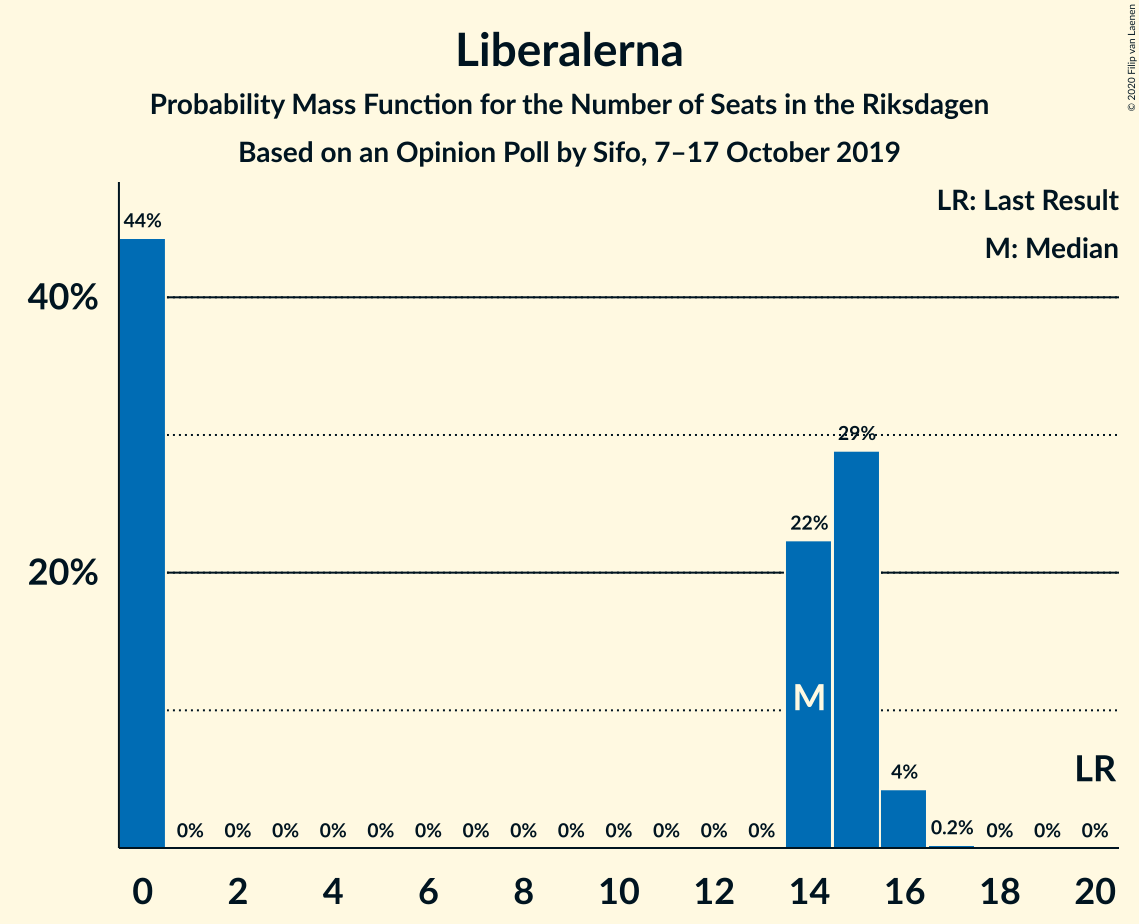 © 2020 Filip van Laenen
Liberalerna
Probability Mass Function for the Number of Seats in the Riksdagen
Based on an Opinion Poll by Sifo, 7–17 October 2019
LR: Last Result
M: Median
44%
40%
29%
22%
20%
M
LR
4%
0% 0% 0% 0% 0% 0% 0% 0% 0% 0% 0% 0% 0% 0.2% 0% 0% 0%
0 2 4 6 8 10 12 14 16 18 20